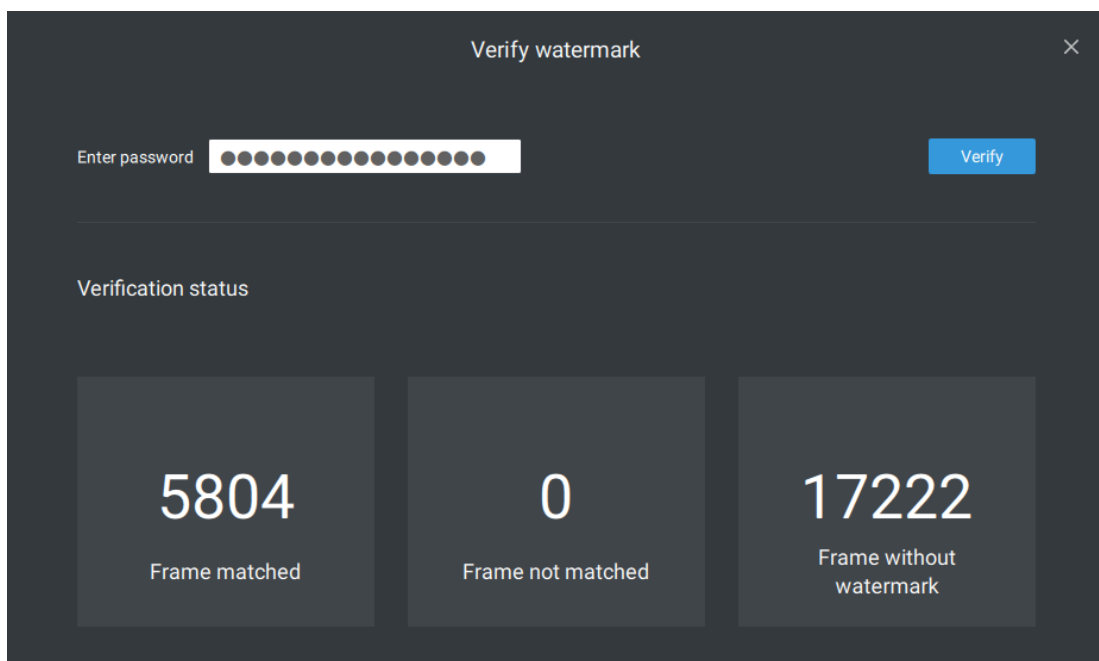 Verify watermark
Enter password
Verify
Verification status
5804
Frame matched
0
Frame not matched
17222
Frame without
watermark